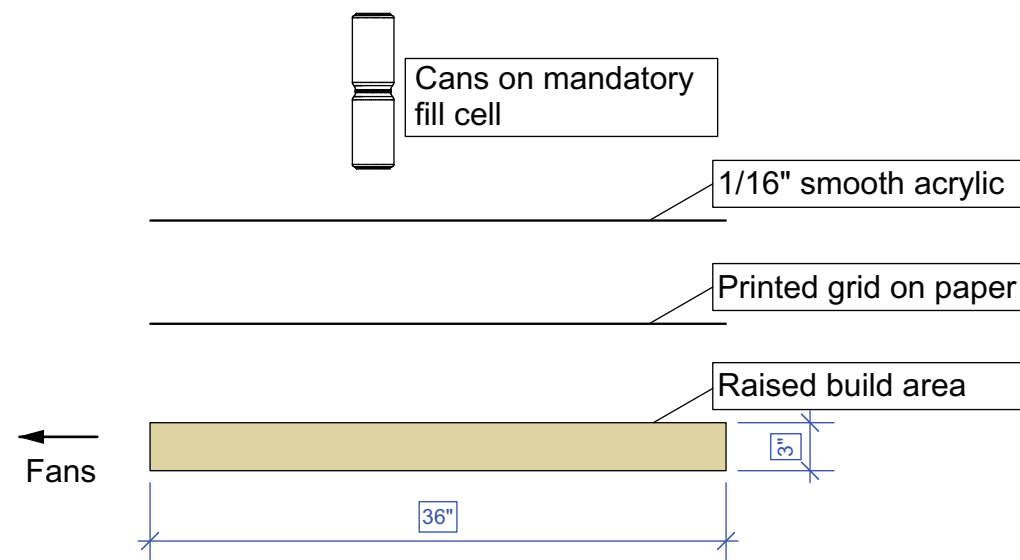 Cans on mandatory
fill cell
1/16" smooth acrylic
Printed grid on paper
Raised build area
Fans
3"
36"